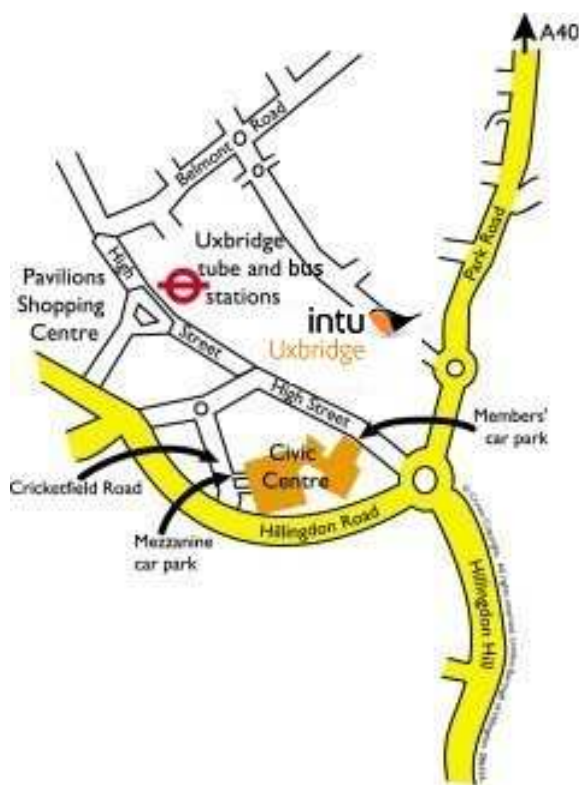 A40
Belmont Road
Park Road
High Street
Uxbridge
tube and bus
stations
Pavilions
Shopping
Centre
intu
Uxbridge
High Street
Members'
car park
Civic
Centre
Cricketfield Road
Mezzanine
car park
Hillingdon Road
Hillingdon Hill